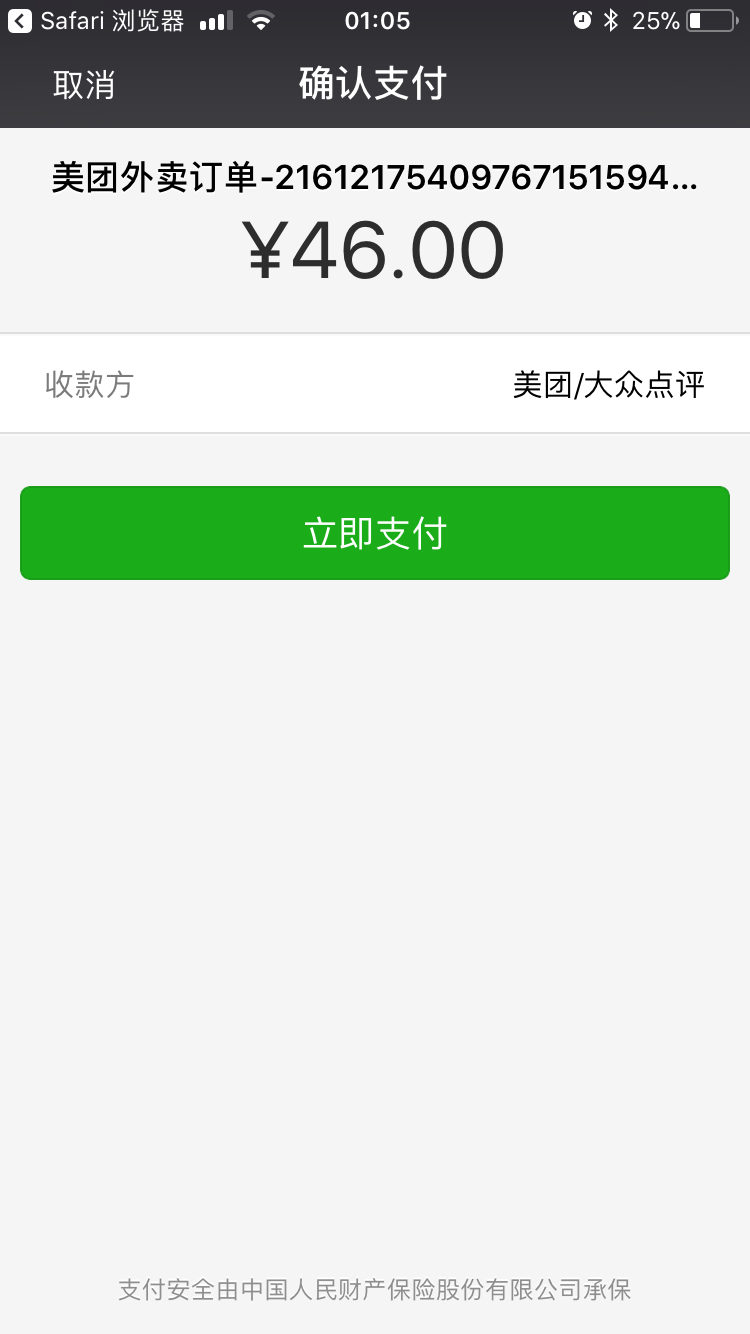 Safari 浏览器 01:05 25%
取消 确认支付
美团外卖订单-21612175409767151594...
¥46.00
收款方 美团/大众点评
立即支付
支付安全由中国人民财产保险股份有限公司承保